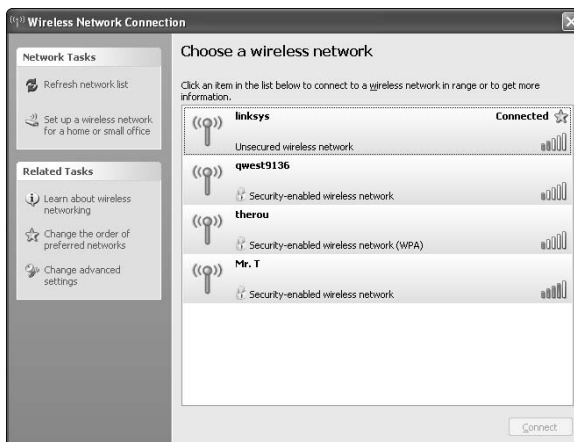 Wireless Network Connection
Network Tasks
Refresh network list
Set up a wireless network
for a home or small office
Related Tasks
Learn about wireless
networking
Change the order of
preferred networks
Change advanced
settings
Choose a wireless network
Click an item in the list below to connect to a wireless network in range or to get more
information.
linksys Connected
Unsecured wireless network
qwest9136
Security-enabled wireless network
therou
Security-enabled wireless network (WPA)
Mr. T
Security-enabled wireless network
Connect